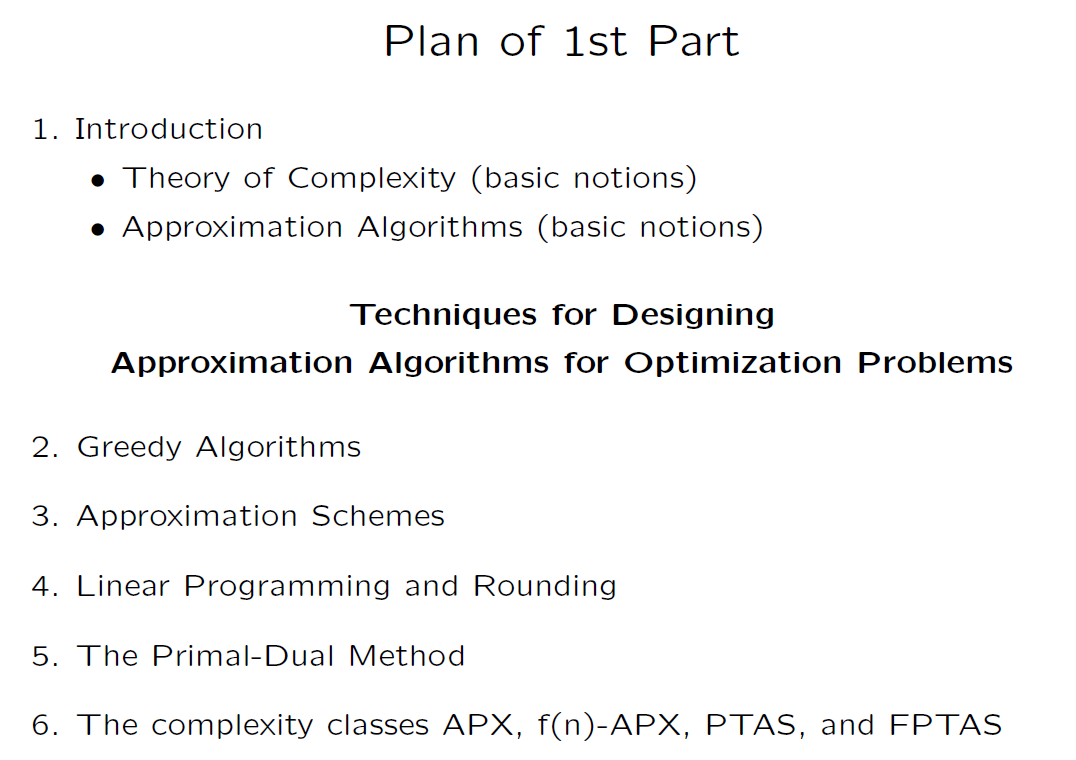 Plan of 1st Part
1. Introduction
• Theory of Complexity (basic notions)
• Approximation Algorithms (basic notions)
Techniques for Designing
Approximation Algorithms for Optimization Problems
2. Greedy Algorithms
3. Approximation Schemes
4. Linear Programming and Rounding
5. The Primal-Dual Method
6. The complexity classes APX, f(n)-APX, PTAS, and FPTAS